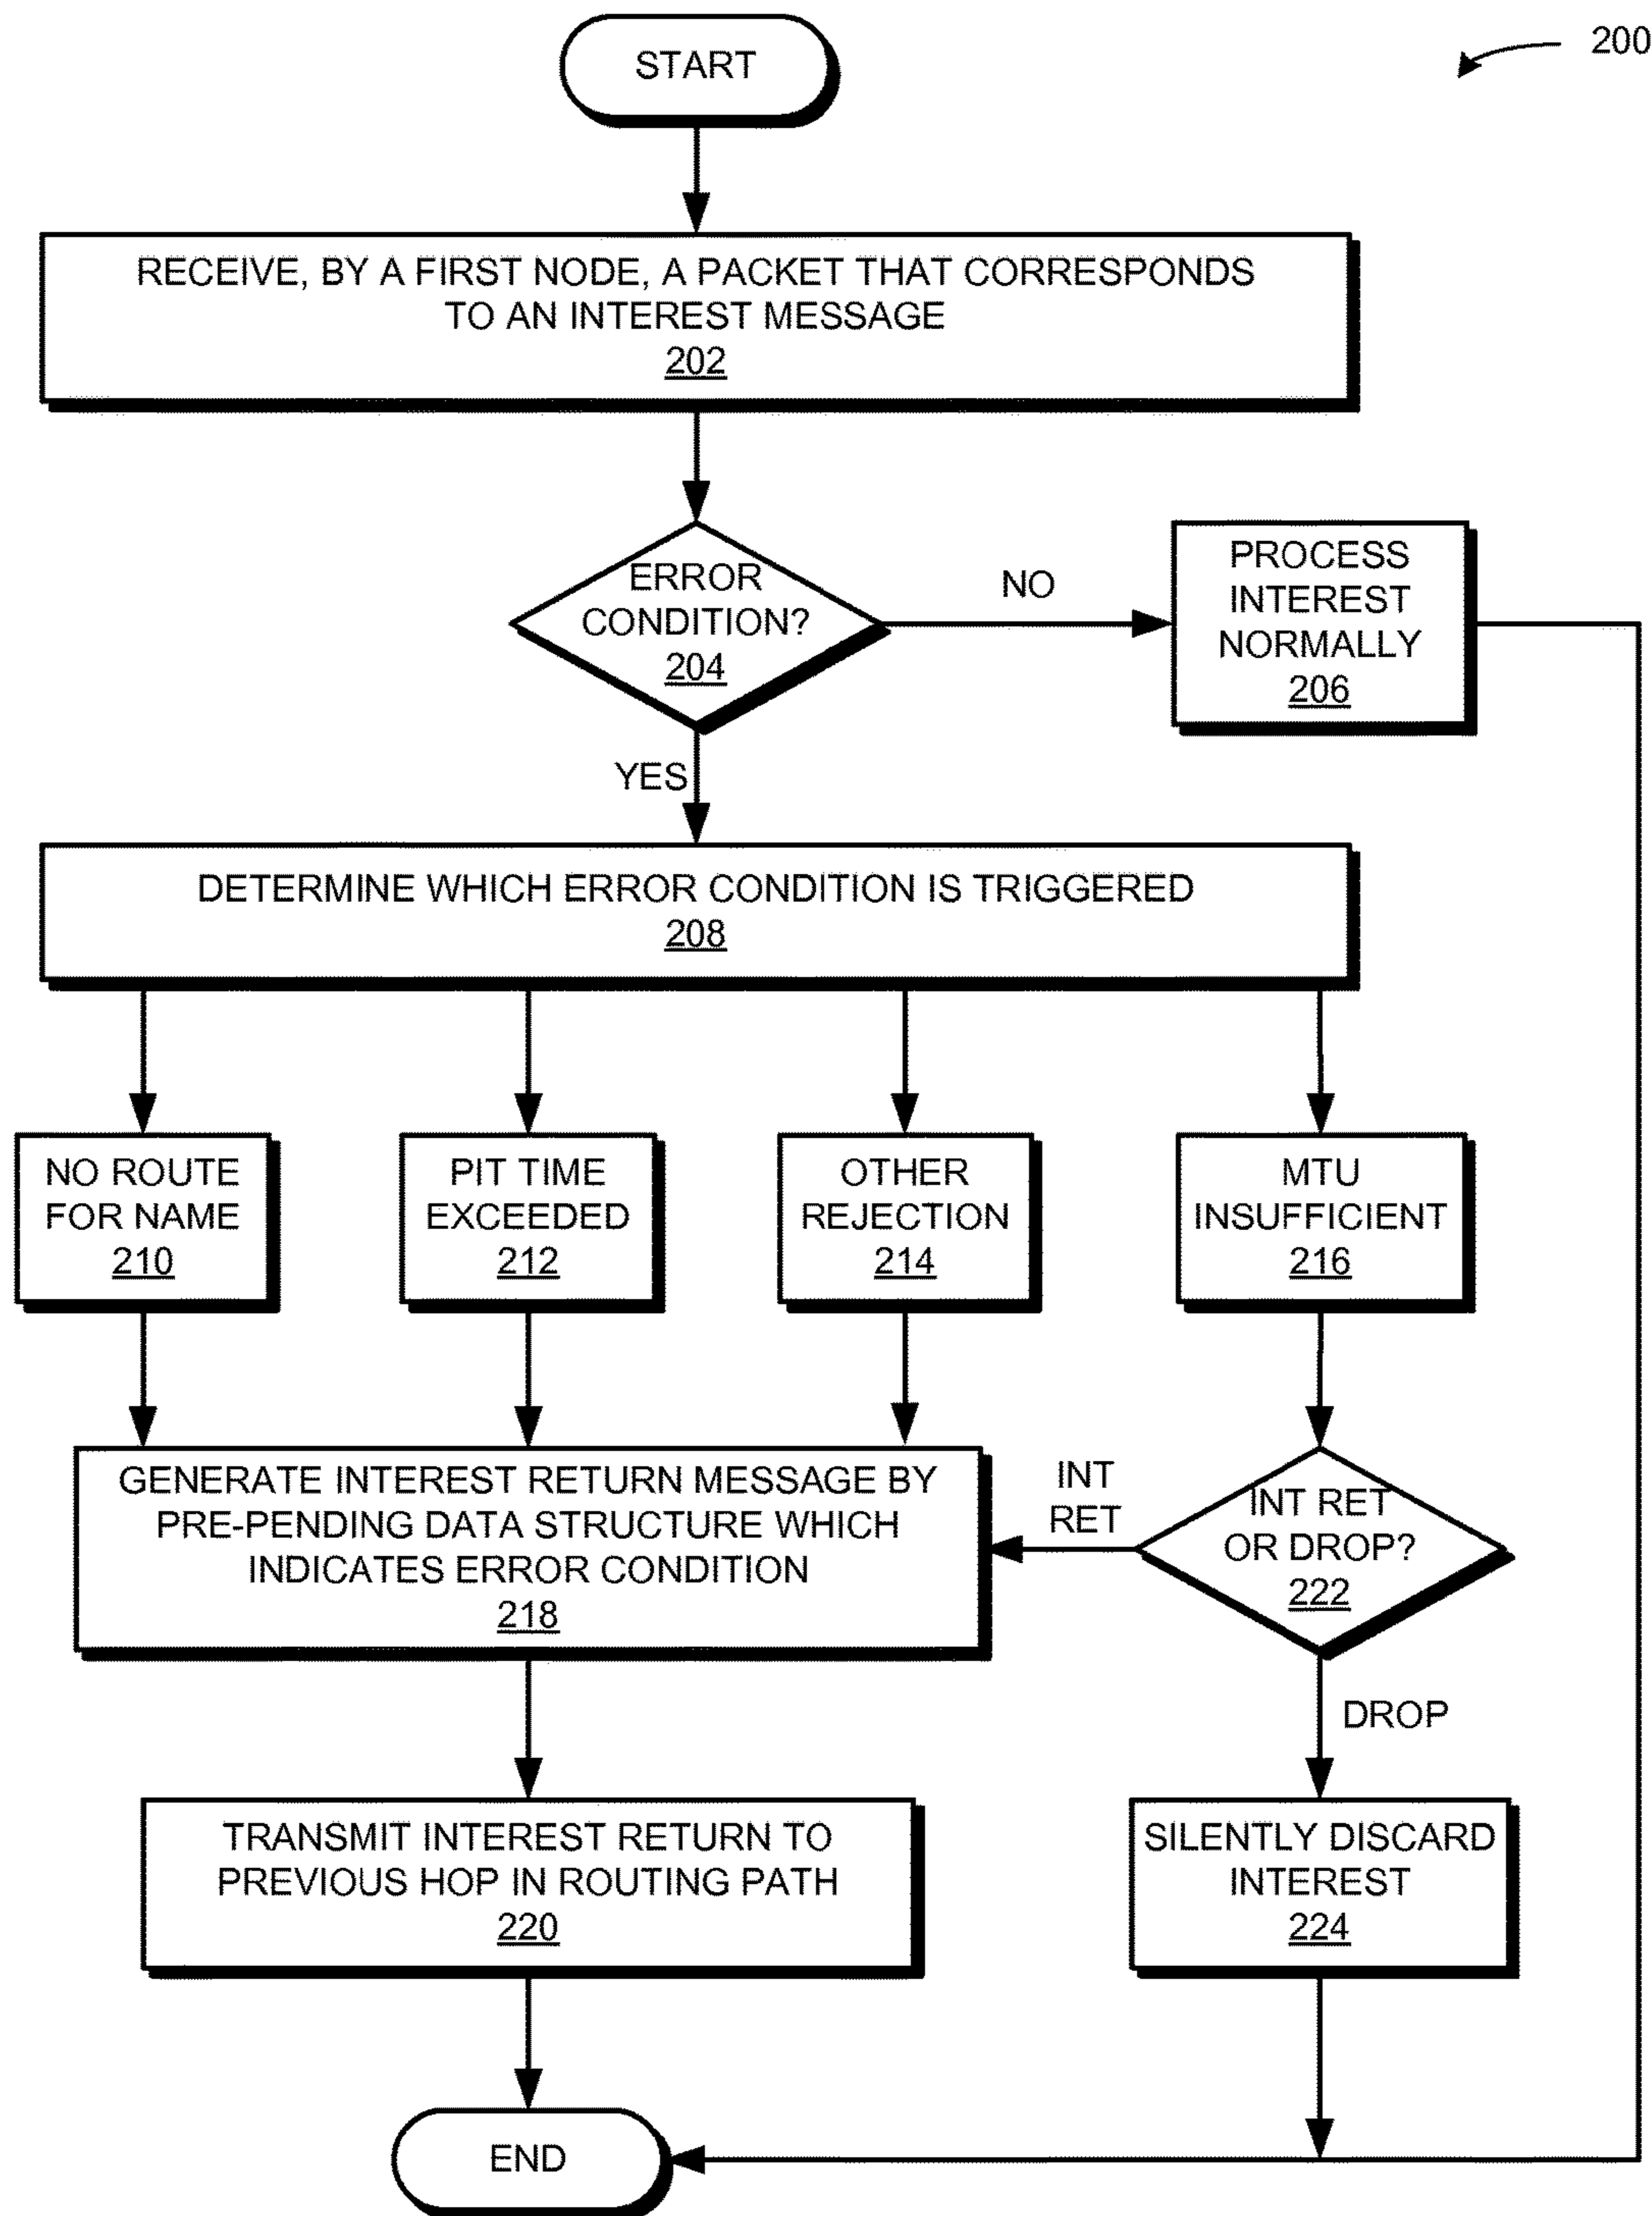 200
START
RECEIVE, BY A FIRST NODE, A PACKET THAT CORRESPONDS
TO AN INTEREST MESSAGE
202
ERROR
CONDITION?
204
NO
PROCESS
INTEREST
NORMALLY
206
YES
DETERMINE WHICH ERROR CONDITION IS TRIGGERED
208
NO ROUTE
FOR NAME
210
PIT TIME
EXCEEDED
212
OTHER
REJECTION
214
MTU
INSUFFICIENT
216
GENERATE INTEREST RETURN MESSAGE BY
PRE-PENDING DATA STRUCTURE WHICH
INDICATES ERROR CONDITION
218
INT
RET
INT RET
OR DROP?
222
DROP
TRANSMIT INTEREST RETURN TO
PREVIOUS HOP IN ROUTING PATH
220
SILENTLY DISCARD
INTEREST
224
END